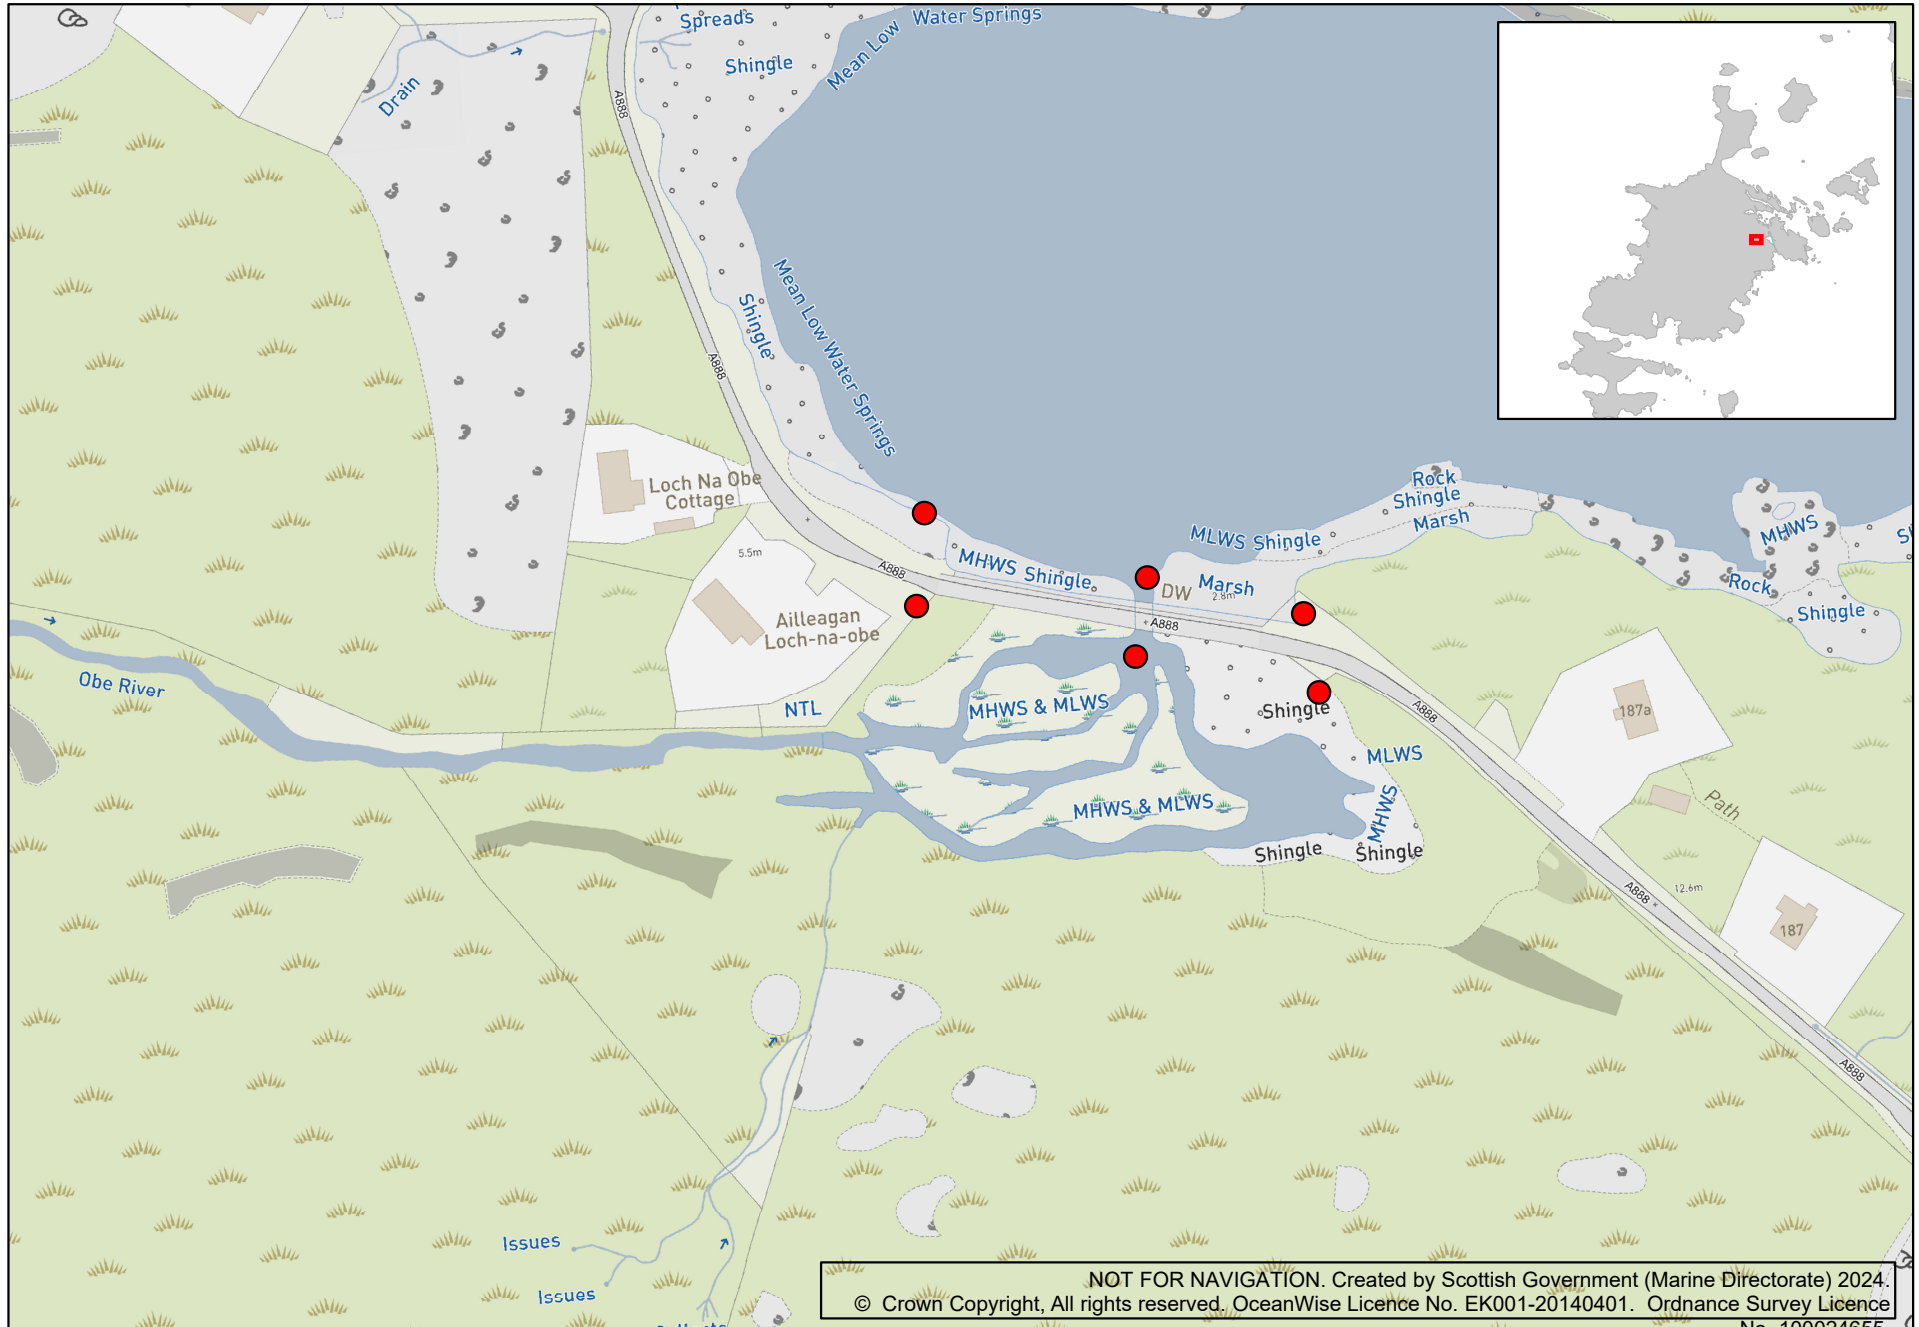 Spreads
Water Springs
Mean Low
Shingle
Drain
A888
Mean Low Water Springs
Shingle
A888
Loch Na Obe
Cottage
Rock
Shingle
Marsh
MLWS Shingle
MHWS
5.5m
A888
MHWS Shingle
DW
Marsh
2.8m
Rock
Shingle
Ailleagan
Loch-na-obe
A888
Obe River
NTL
MHWS & MLWS
Shingle
A888
187a
MLWS
MHWS & MLWS
MHWS
Path
Shingle
Shingle
A888
12.6m
187
A888
Issues
Issues
NOT FOR NAVIGATION. Created by Scottish Government (Marine Directorate) 2024.
© Crown Copyright, All rights reserved. OceanWise Licence No. EK001-20140401. Ordnance Survey Licence
No. 100024655.